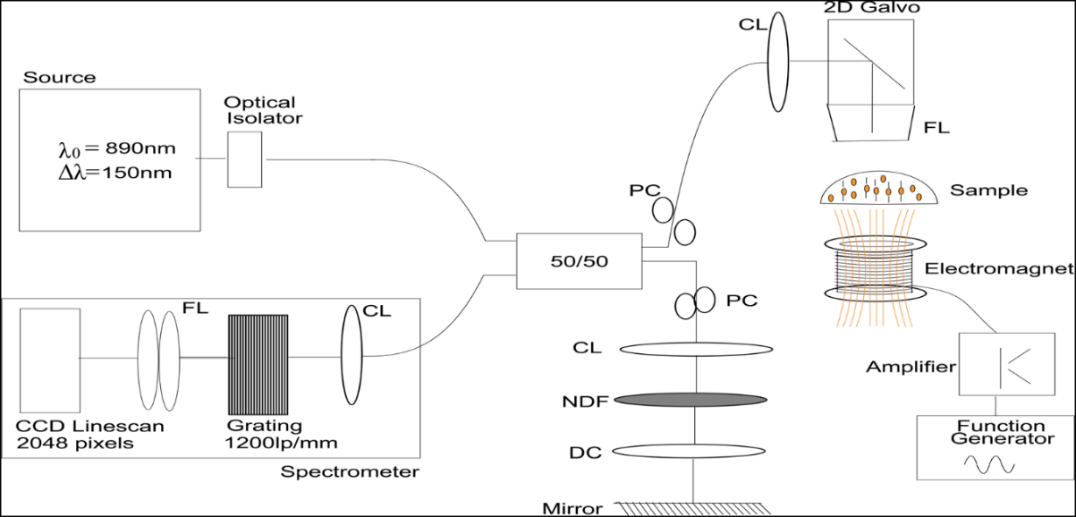 2D Galvo
CL
Source
Optical
Isolator
λ0 = 890nm
Δλ=150nm
FL
PC
Sample
50/50
Electromagnet
PC
FL
CL
CL
Amplifier
NDF
CCD Linescan
2048 pixels
Grating
1200lp/mm
Function
Generator
DC
Spectrometer
Mirror